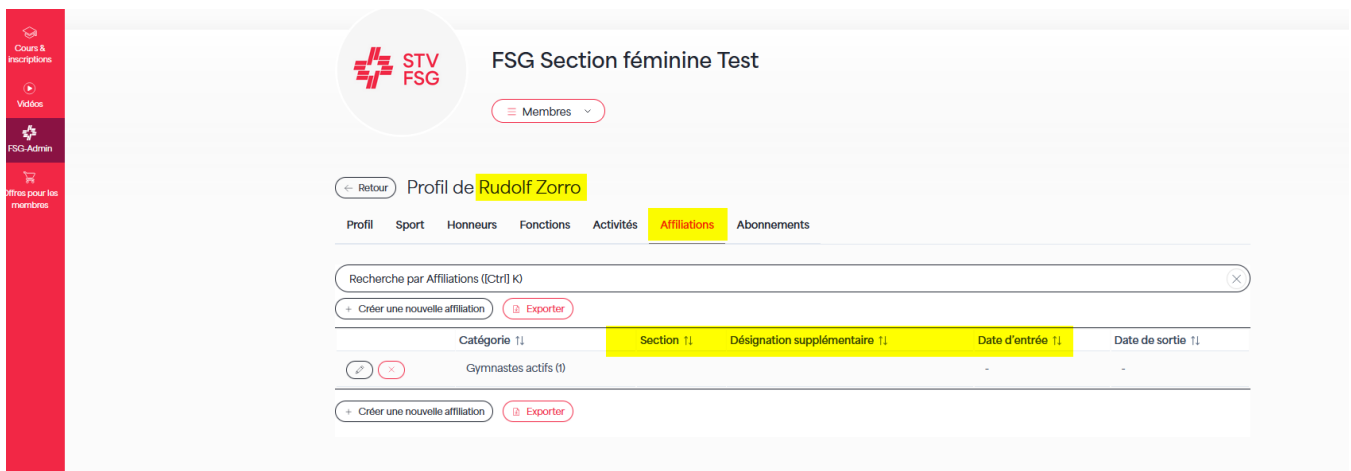 Cours &
inscriptions
Vidéos
FSG-Admin
Offres pour les
membres
STV
FSG
FSG Section féminine Test
Membres
Retour
Profil de Rudolf Zorro
Profil Sport Honneurs Fonctions Activités Affiliations Abonnements
Recherche par Affiliations ([Ctrl] K)
+ Créer une nouvelle affiliation Exporter
Catégorie ↑↓ Section ↑↓ Désignation supplémentaire ↑↓ Date d'entrée ↑↓ Date de sortie ↑↓
Gymnastes actifs (1) - -
+ Créer une nouvelle affiliation Exporter